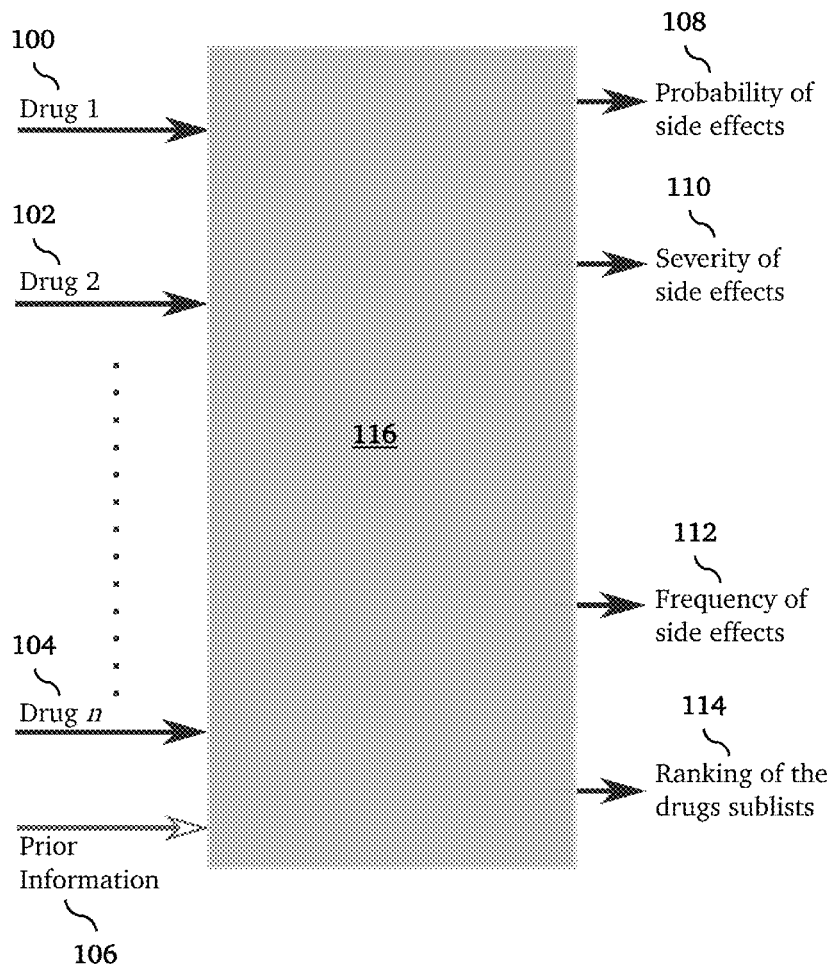 100
Drug 1
102
Drug 2
104
Drug n
Prior
Information
106
116
108
Probability of
side effects
110
Severity of
side effects
112
Frequency of
side effects
114
Ranking of the
drugs sublists